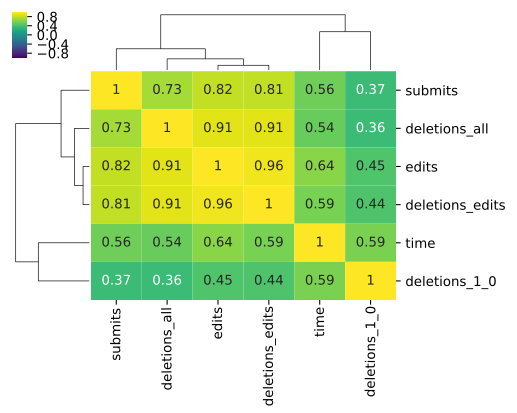 0.8
0.4
0.0
−0.4
−0.8
1 0.73 0.82 0.81 0.56 0.37 submits
0.73 1 0.91 0.91 0.54 0.36 deletions_all
0.82 0.91 1 0.96 0.64 0.45 edits
0.81 0.91 0.96 1 0.59 0.44 deletions_edits
0.56 0.54 0.64 0.59 1 0.59 time
0.37 0.36 0.45 0.44 0.59 1 deletions_1_0
submits
deletions_all
edits
deletions_edits
time
deletions_1_0